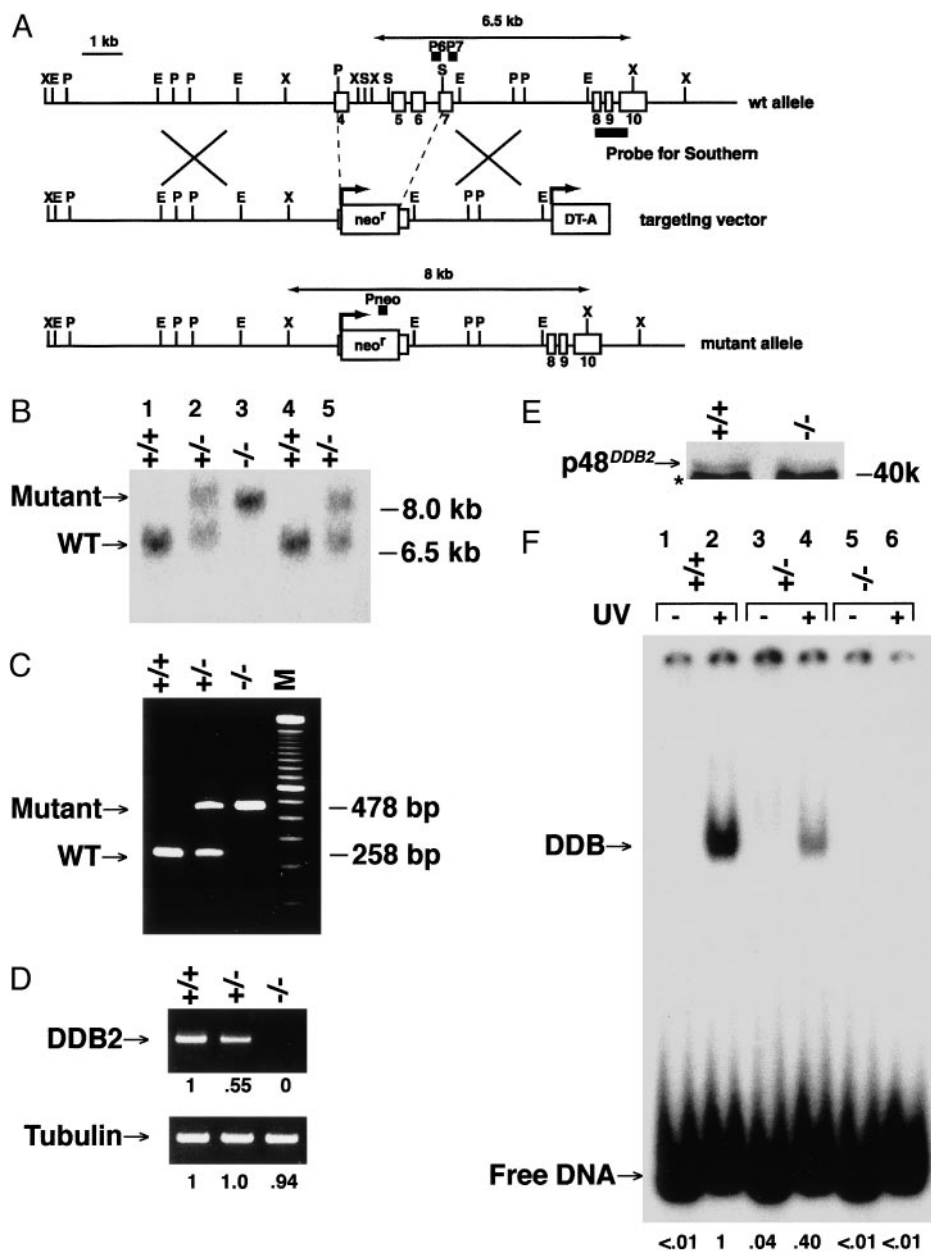 A
1 kb
6.5 kb
P6 P7
X E P E P P E X P X S X S S E P P E X X
4 5 6 7 8 9 10
wt allele
Probe for Southern
X E P E P P E X E P P E
neoʳ
DT-A
targeting vector
8 kb
Pneo
X E P E P P E X E P P E X X
neoʳ
8 9 10
mutant allele
B
1 2 3 4 5
+/+ +/- -/- +/+ +/-
Mutant→
–8.0 kb
WT→
–6.5 kb
C
+/+ +/- -/- M
Mutant→
–478 bp
WT→
–258 bp
D
+/+ +/- -/-
DDB2→
1 .55 0
Tubulin→
1 1.0 .94
E
+/+ -/-
p48ᴰᴰᴮ²→
*
–40k
F
1 2 3 4 5 6
+/+ +/- -/-
UV - + - + - +
DDB→
Free DNA→
<.01 1 .04 .40 <.01 <.01